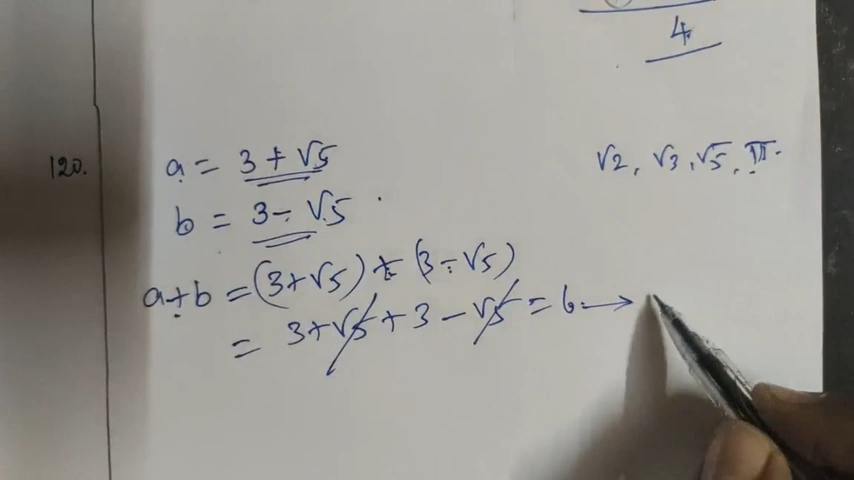 4
120. a = 3 + √5
√2, √3, √5, π.
b = 3 - √5
a + b = (3+√5) + (3-√5)
= 3+√5 + 3 - √5 = 6 →